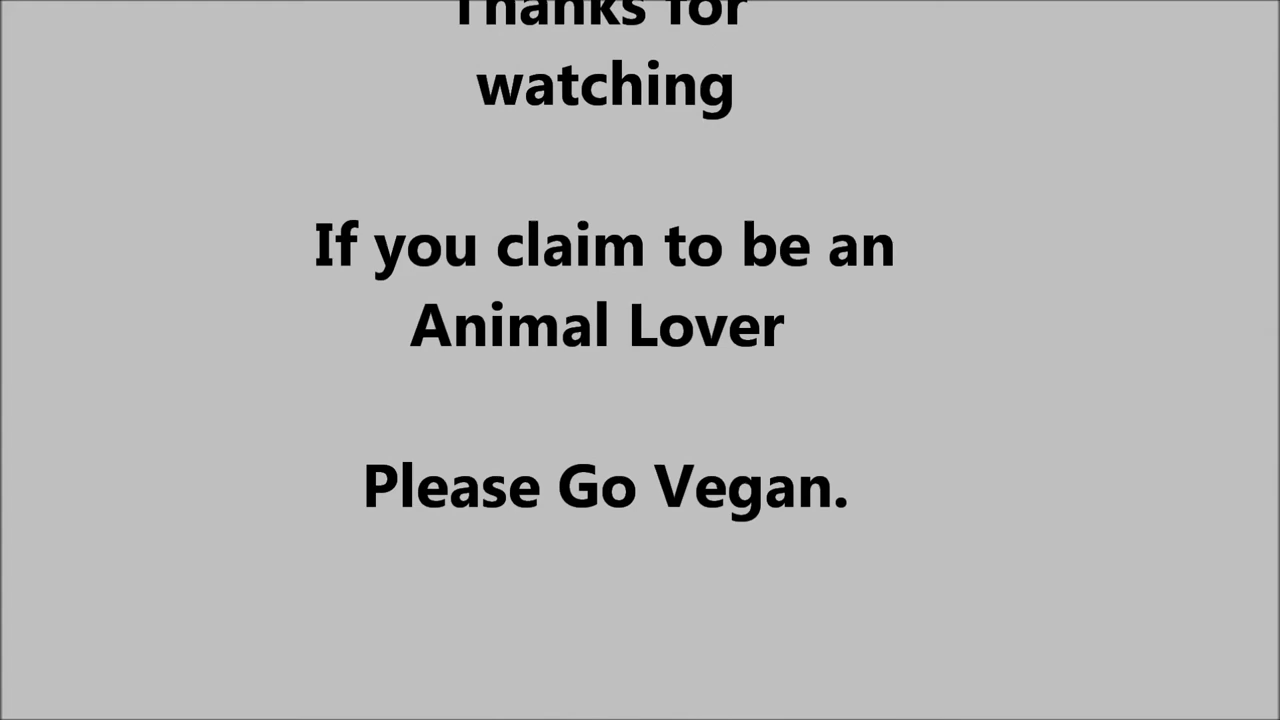 Thanks for
watching
If you claim to be an
Animal Lover
Please Go Vegan.